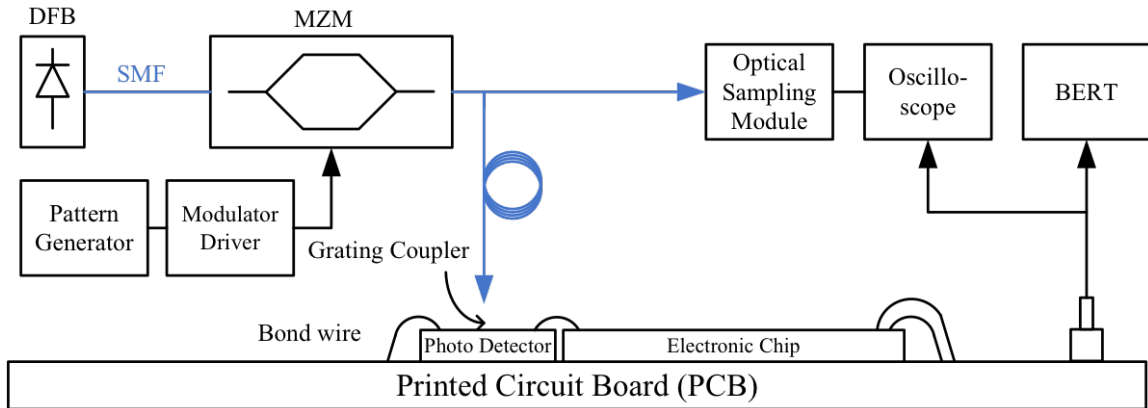 DFB
MZM
SMF
Optical
Sampling
Module
Oscillo-
scope
BERT
Pattern
Generator
Modulator
Driver
Grating Coupler
Bond wire
Photo Detector
Electronic Chip
Printed Circuit Board (PCB)